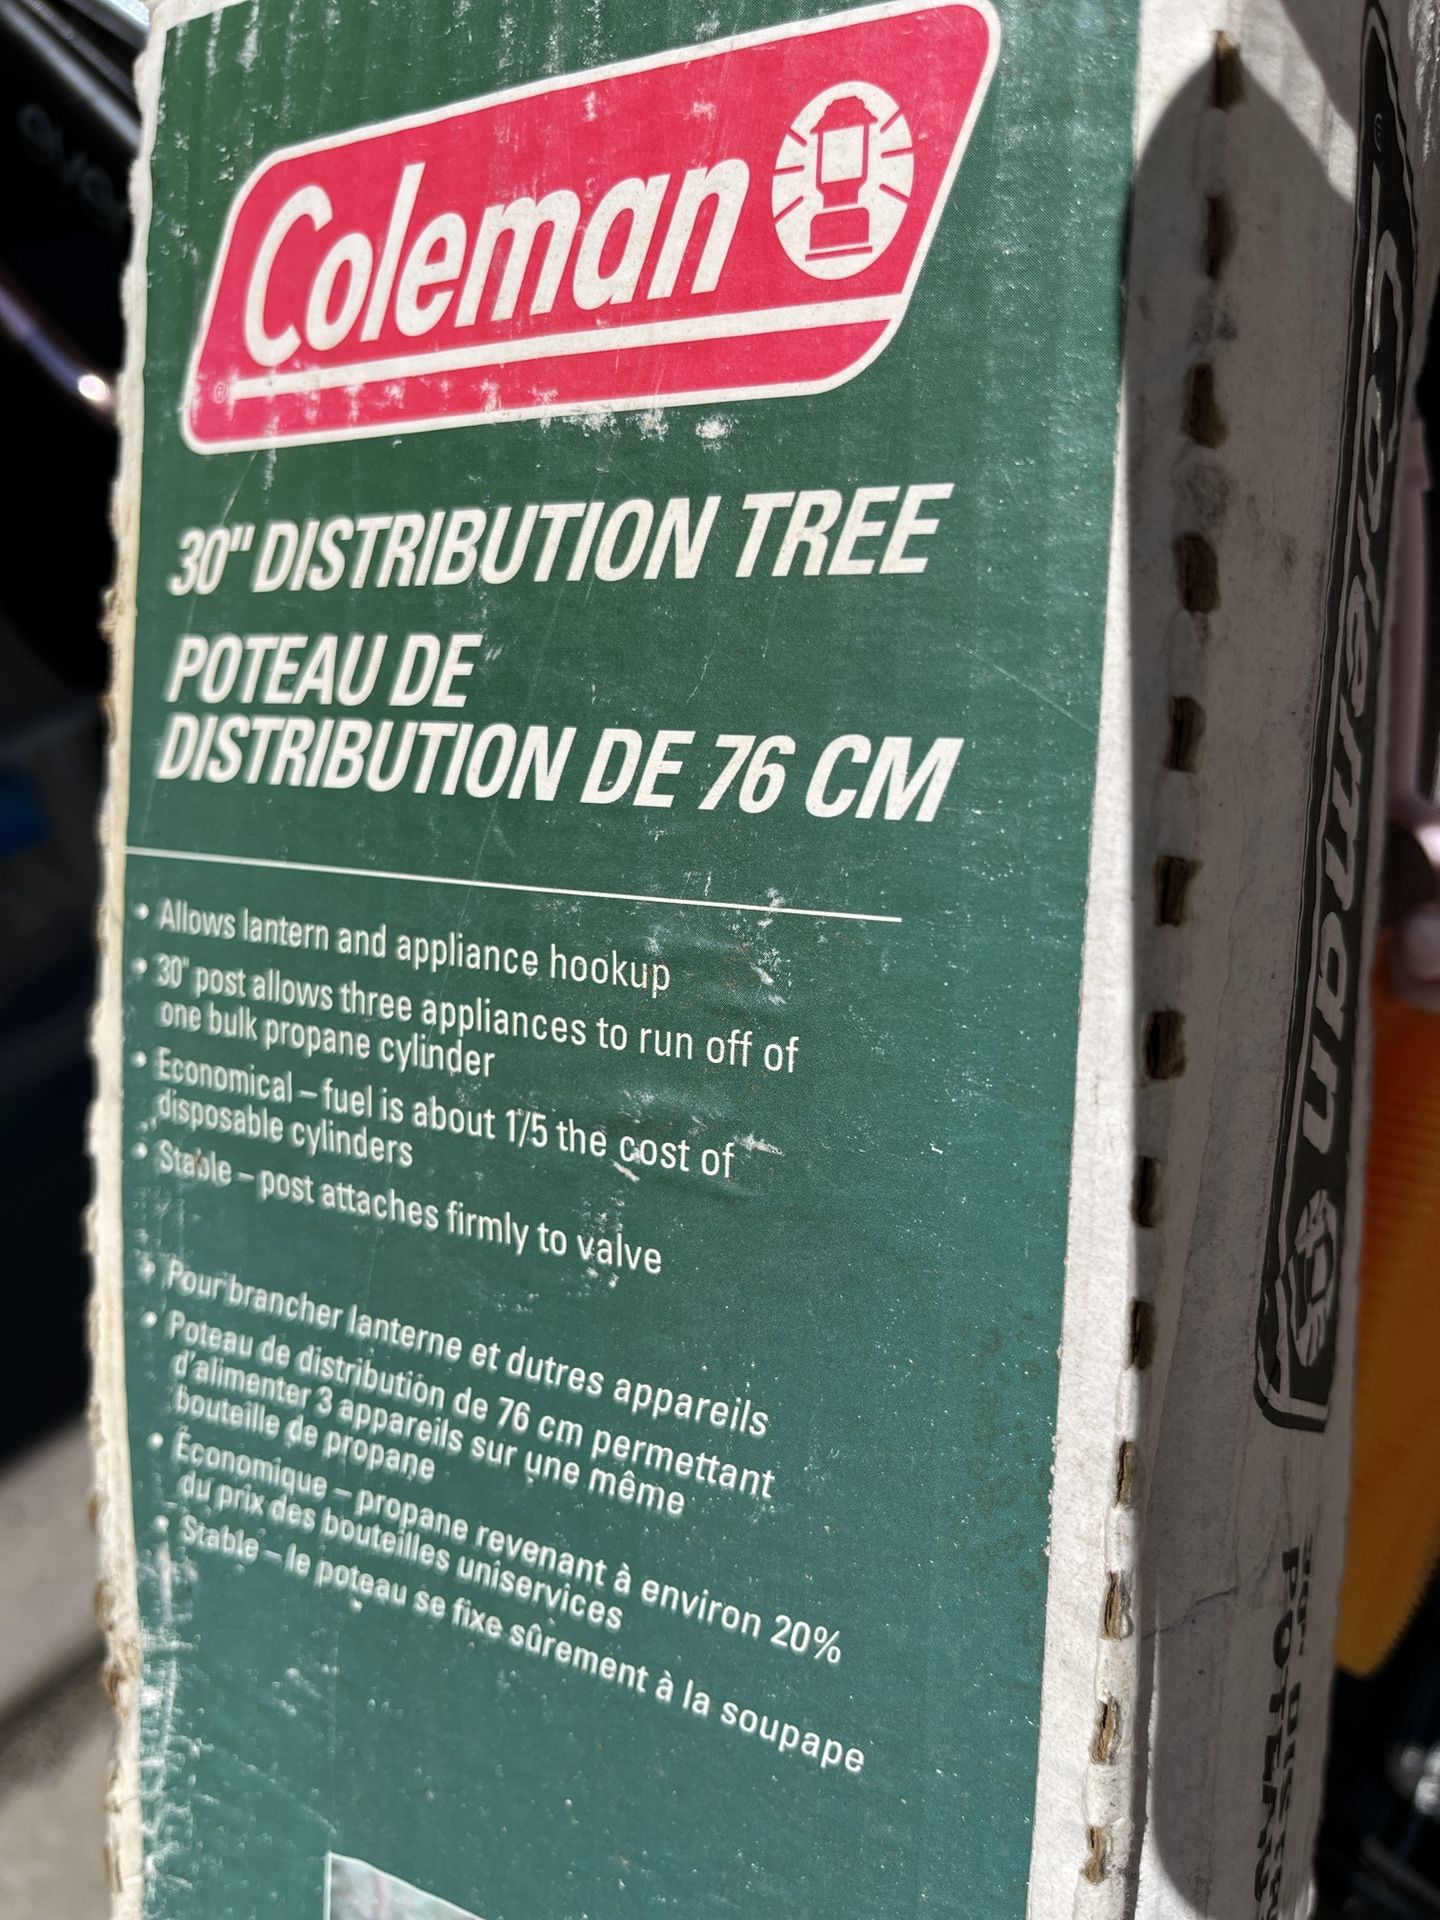 Coleman
®
30" DISTRIBUTION TREE
POTEAU DE
DISTRIBUTION DE 76 CM
• Allows lantern and appliance hookup
• 30" post allows three appliances to run off of
one bulk propane cylinder
• Economical – fuel is about 1/5 the cost of
disposable cylinders
• Stable – post attaches firmly to valve
• Pour brancher lanterne et dutres appareils
• Poteau de distribution de 76 cm permettant
d'alimenter 3 appareils sur une même
bouteille de propane
• Économique – propane revenant à environ 20%
du prix des bouteilles uniservices
• Stable – le poteau se fixe sûrement à la soupape
Coleman
®